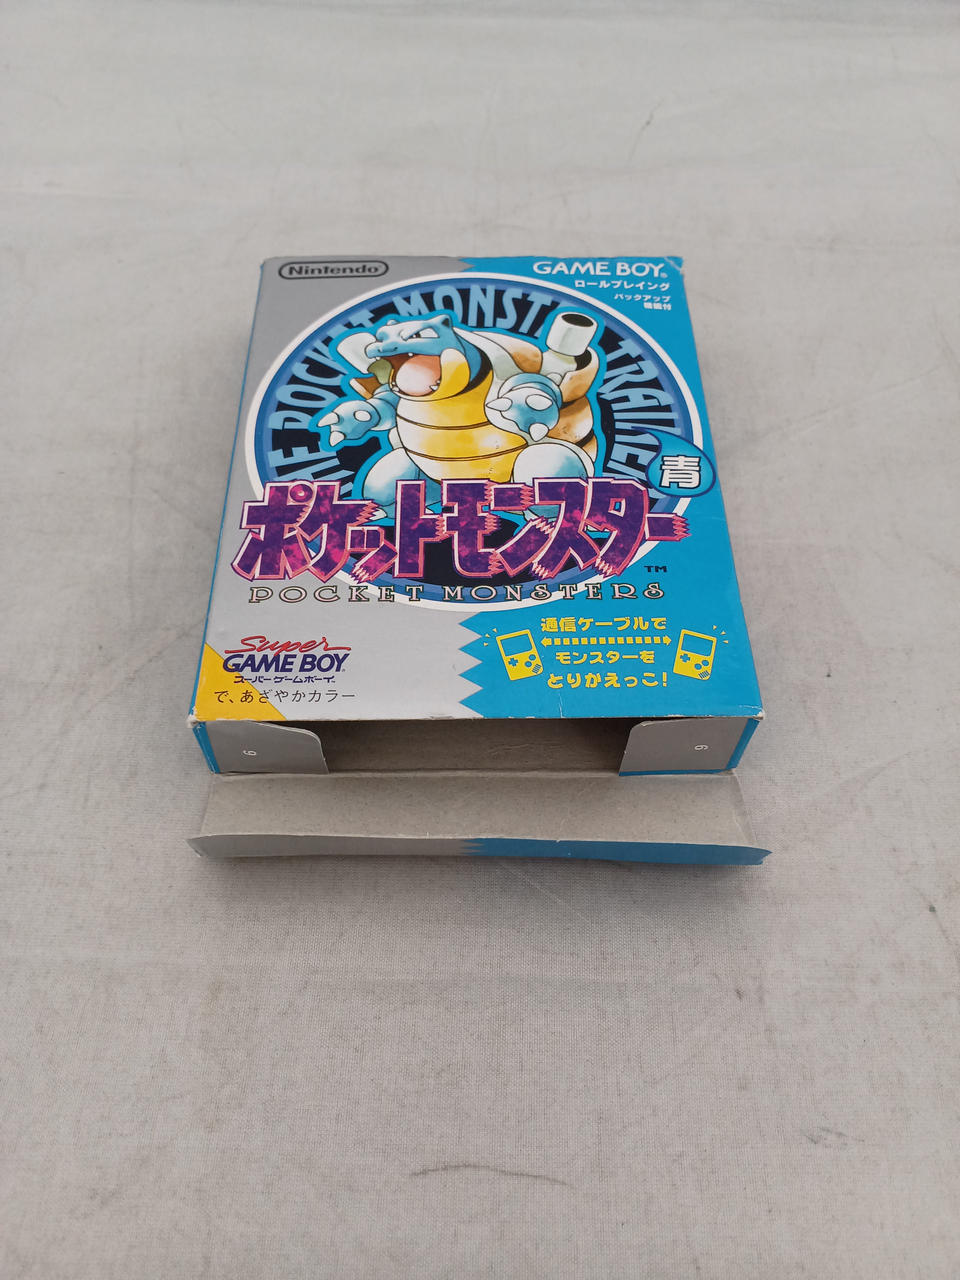 Nintendo
GAME BOY®
ロールプレイング
バックアップ
機能付
THE POCKET MONSTER TRAINER
青
ポケットモンスター
TM
POCKET MONSTERS
Super
GAME BOY
スーパーゲームボーイ
で、あざやかカラー
通信ケーブルで
モンスターを
とりかえっこ!
6
6